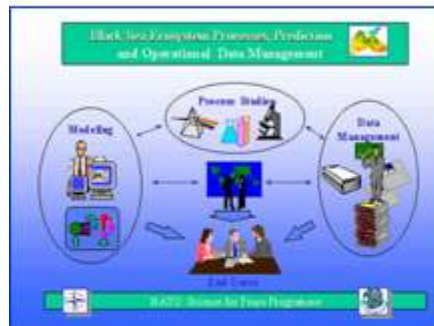 Black Sea Ecosystem Processes, Prediction
and Operational Data Management
Process Studies
Modeling
Data
Management
End Users
NATO Science for Peace Programme